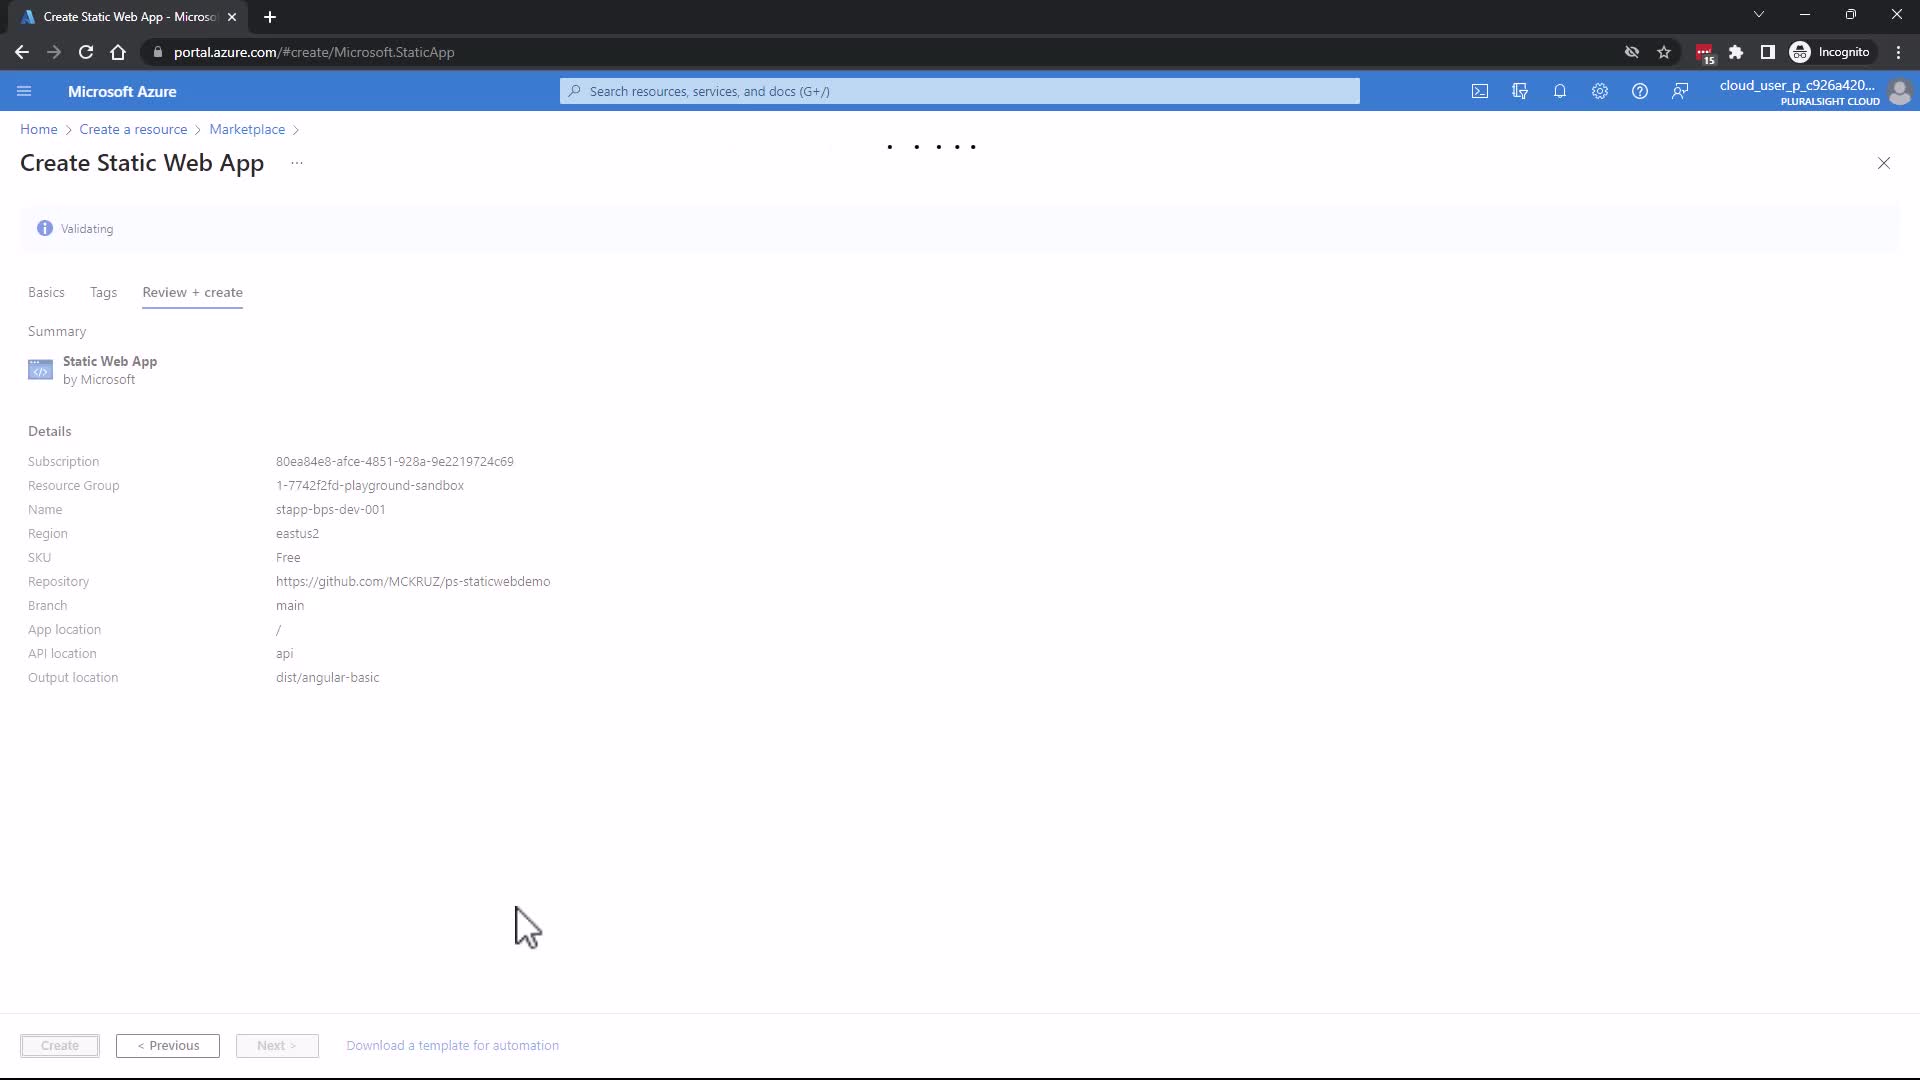 Create Static Web App - Microso
portal.azure.com/#create/Microsoft.StaticApp
15
Incognito
Microsoft Azure
Search resources, services, and docs (G+/)
cloud_user_p_c926a420...
PLURALSIGHT CLOUD
Home > Create a resource > Marketplace >
Create Static Web App ...
Validating
Basics Tags Review + create
Summary
Static Web App
by Microsoft
Details
Subscription 80ea84e8-afce-4851-928a-9e2219724c69
Resource Group 1-7742f2fd-playground-sandbox
Name stapp-bps-dev-001
Region eastus2
SKU Free
Repository https://github.com/MCKRUZ/ps-staticwebdemo
Branch main
App location /
API location api
Output location dist/angular-basic
Create < Previous Next > Download a template for automation